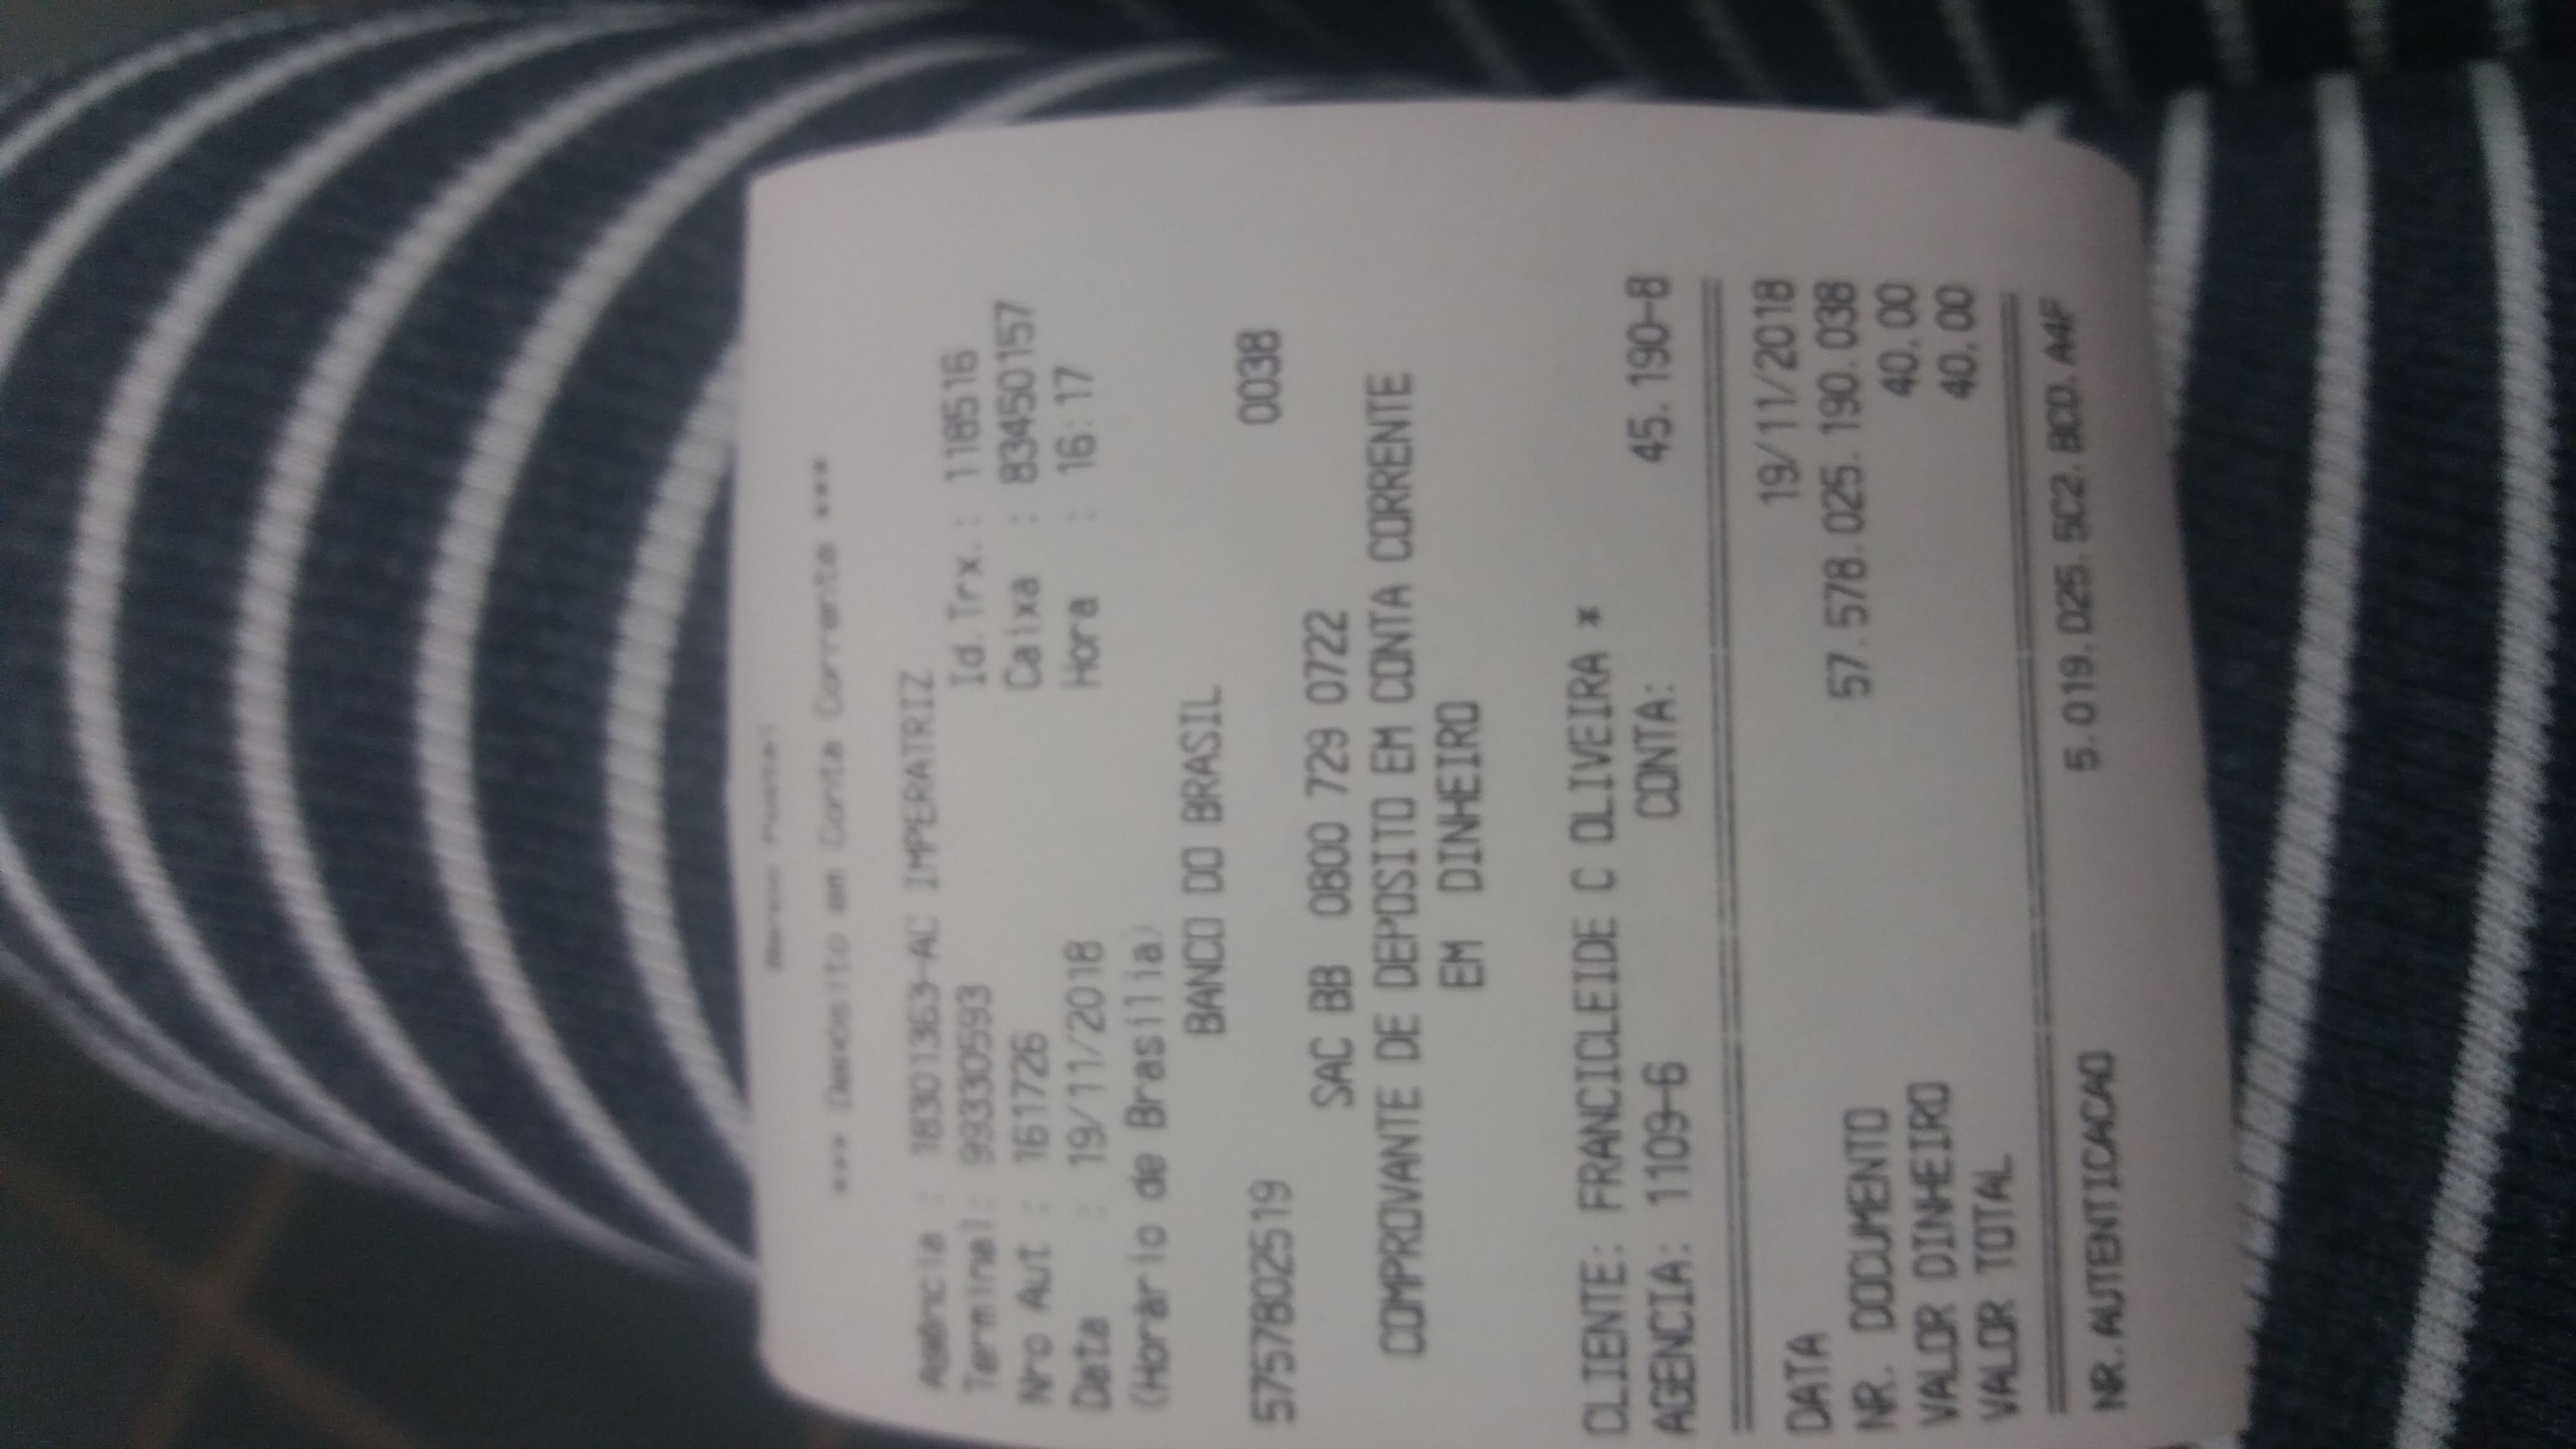 Banco Postal
*** Depósito em Conta Corrente ***
Agência : 18301363-AC IMPERATRIZ
Terminal: 99330593 Id.Trx.: 118516
Nro Aut : 161726 Caixa : 83450157
Data : 19/11/2018 Hora : 16:17
(Horário de Brasília)
BANCO DO BRASIL
5757802519 0038
SAC BB 0800 729 0722
COMPROVANTE DE DEPOSITO EM CONTA CORRENTE
EM DINHEIRO
CLIENTE: FRANCICLEIDE C OLIVEIRA *
AGENCIA: 1109-6 CONTA: 45.190-8
DATA 19/11/2018
NR. DOCUMENTO 57.578.025.190.038
VALOR DINHEIRO 40,00
VALOR TOTAL 40,00
NR.AUTENTICACAO 5.019.D25.5C2.BCD.A4F